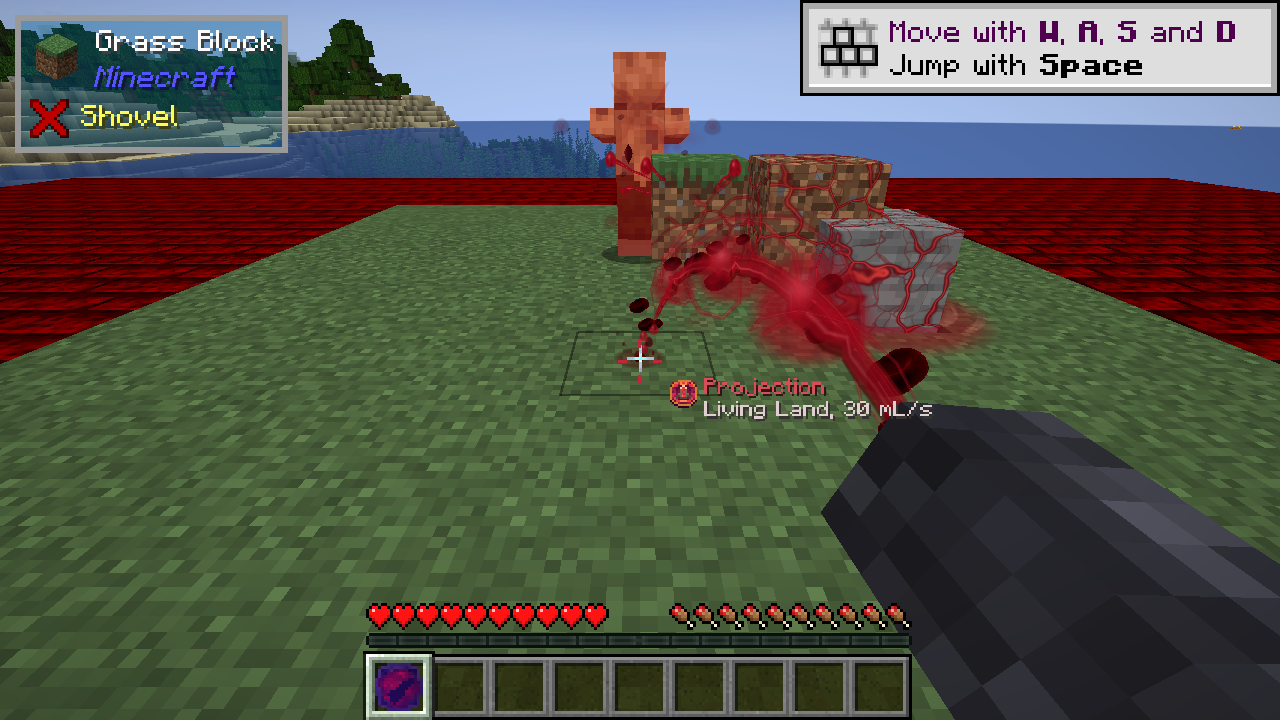 Grass Block
Minecraft
Shovel
Move with W, A, S and D
Jump with Space
Projection
Living Land, 30 mL/s